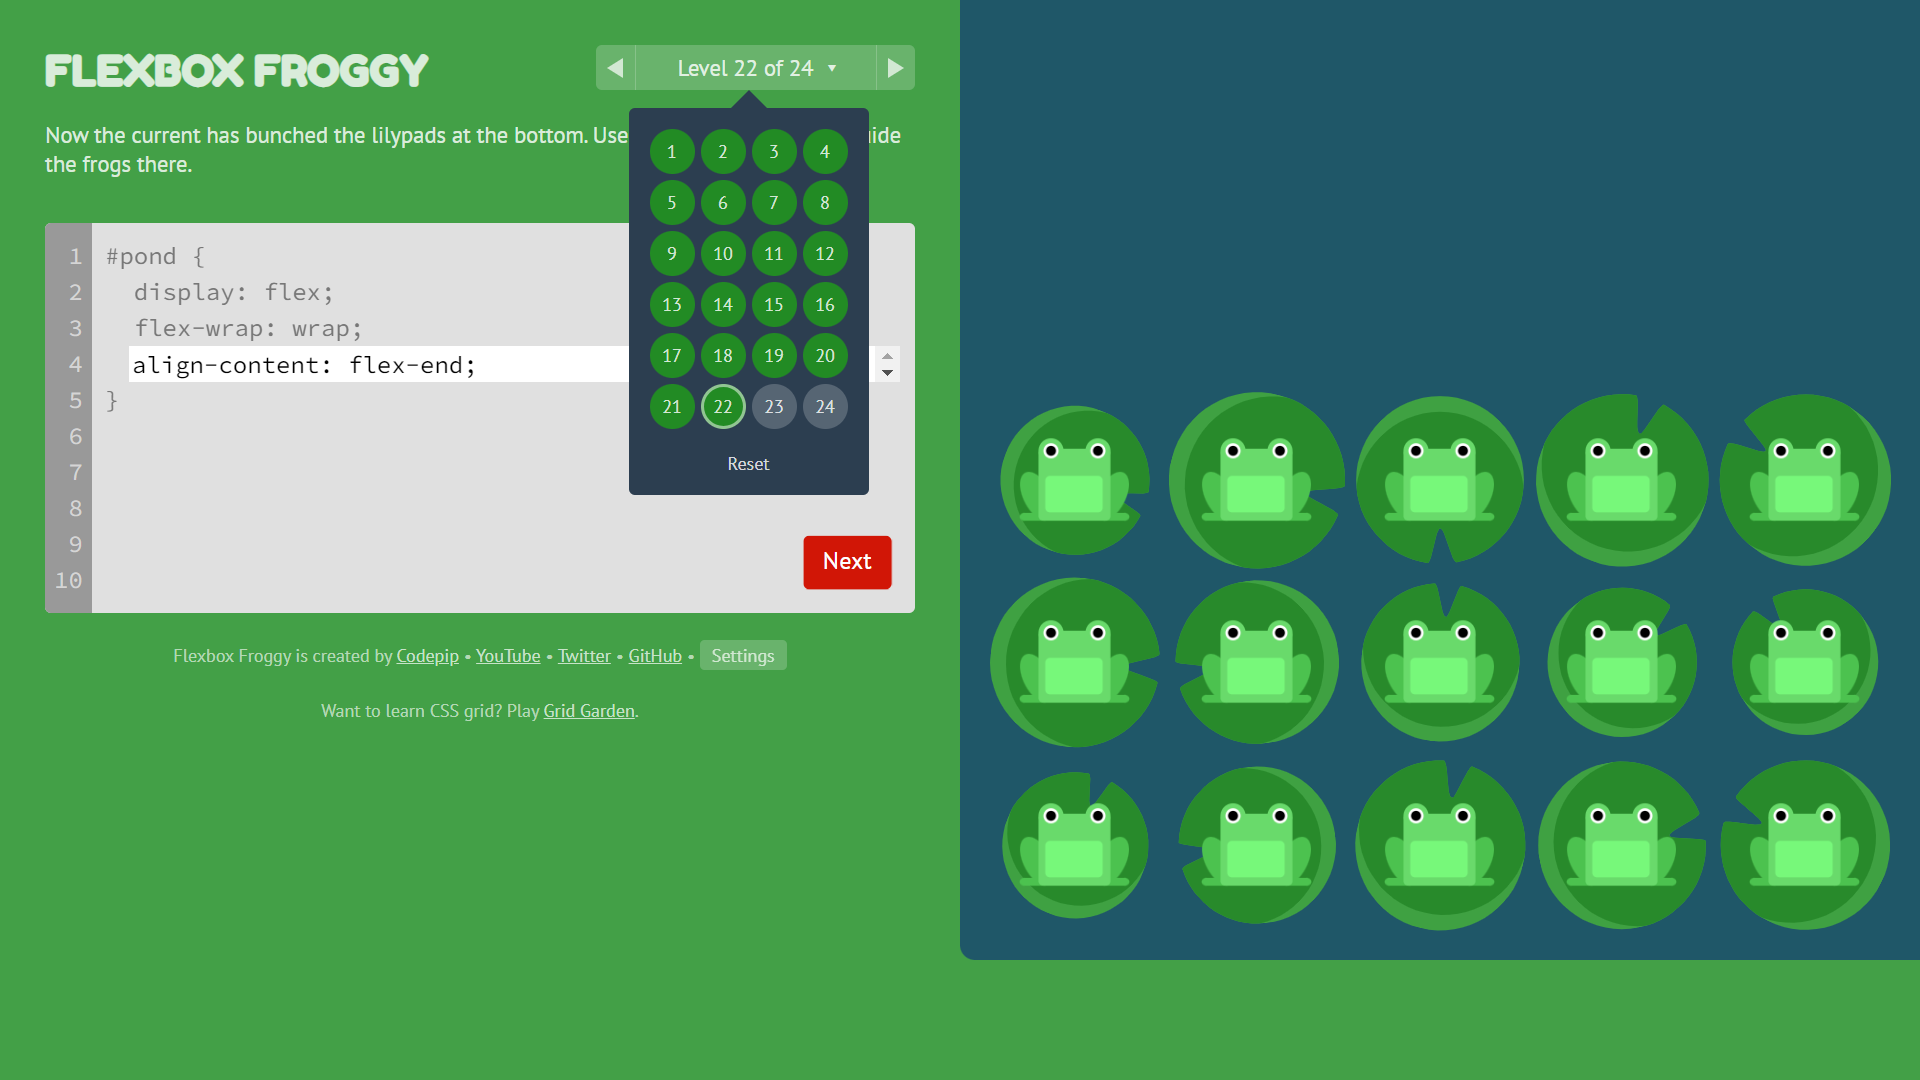 FLEXBOX FROGGY
Level 22 of 24
Now the current has bunched the lilypads at the bottom. Use
the frogs there.
1 2 3 4
5 6 7 8
9 10 11 12
13 14 15 16
17 18 19 20
21 22 23 24
Reset
1 #pond {
2 display: flex;
3 flex-wrap: wrap;
4 align-content: flex-end;
5 }
6
7
8
9
10
Next
Flexbox Froggy is created by Codepip • YouTube • Twitter • GitHub • Settings
Want to learn CSS grid? Play Grid Garden.